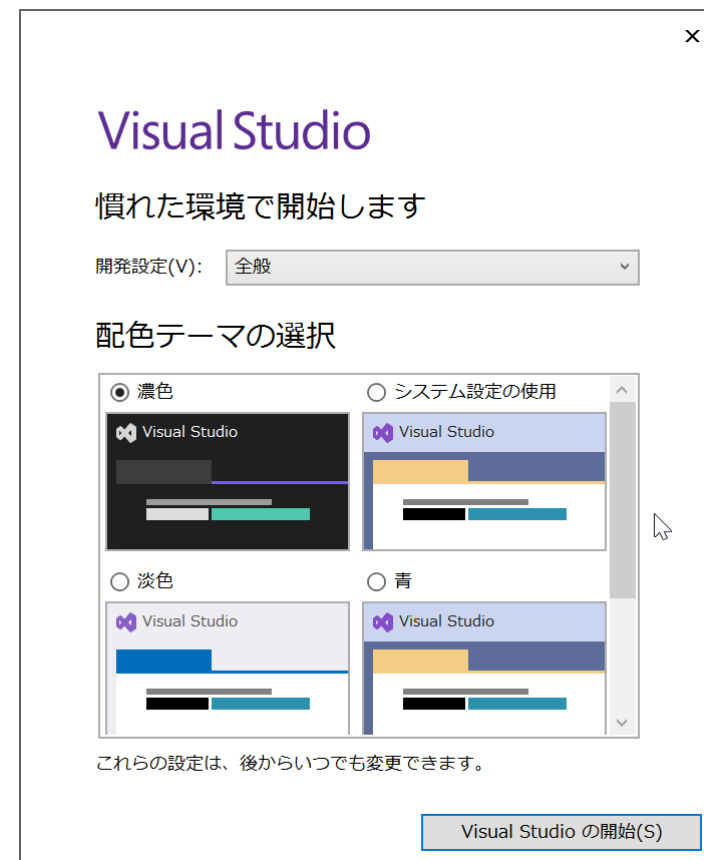 Visual Studio
慣れた環境で開始します
開発設定(V): 全般
配色テーマの選択
濃色 システム設定の使用
Visual Studio Visual Studio
淡色 青
Visual Studio Visual Studio
これらの設定は、後からいつでも変更できます。
Visual Studio の開始(S)